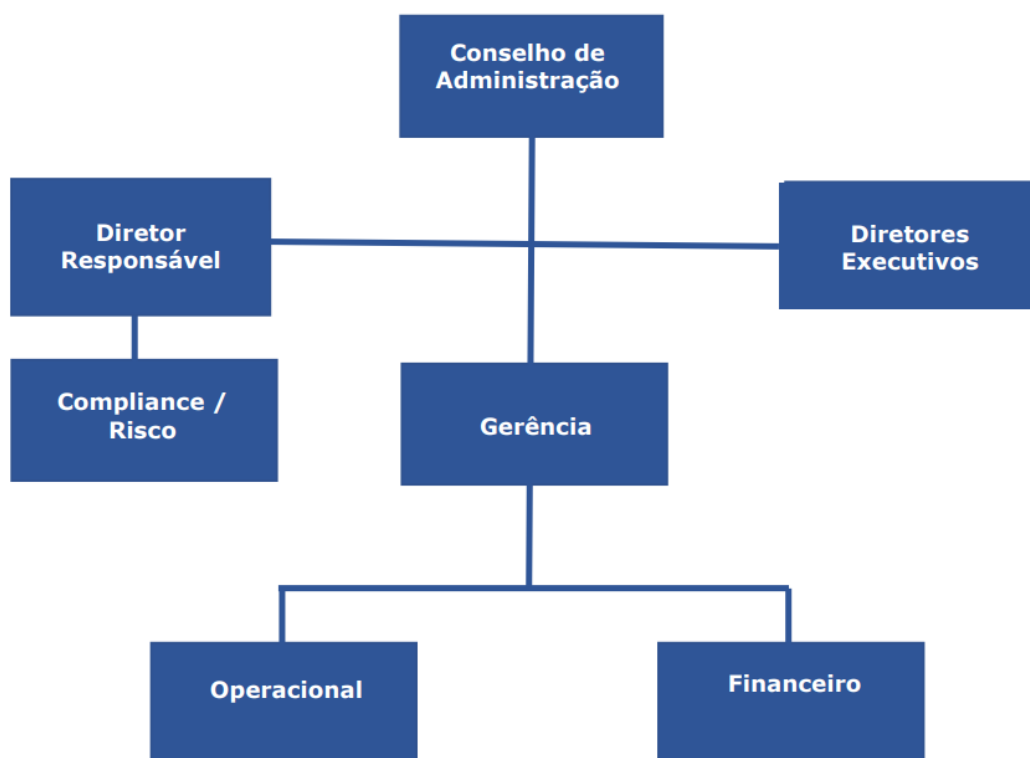 Conselho de
Administração
Diretor
Responsável
Diretores
Executivos
Compliance /
Risco
Gerência
Operacional
Financeiro